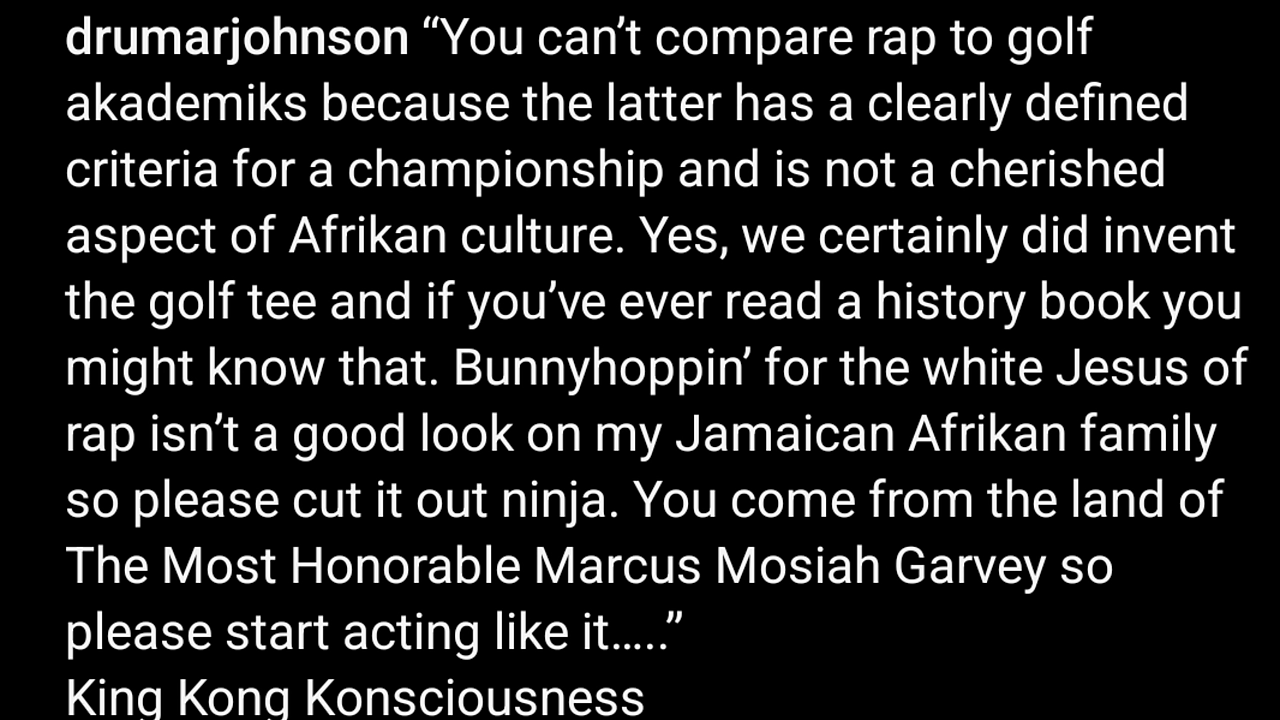 drumarjohnson “You can’t compare rap to golf
akademiks because the latter has a clearly defined
criteria for a championship and is not a cherished
aspect of Afrikan culture. Yes, we certainly did invent
the golf tee and if you’ve ever read a history book you
might know that. Bunnyhoppin’ for the white Jesus of
rap isn’t a good look on my Jamaican Afrikan family
so please cut it out ninja. You come from the land of
The Most Honorable Marcus Mosiah Garvey so
please start acting like it…..”
King Kong Konsciousness